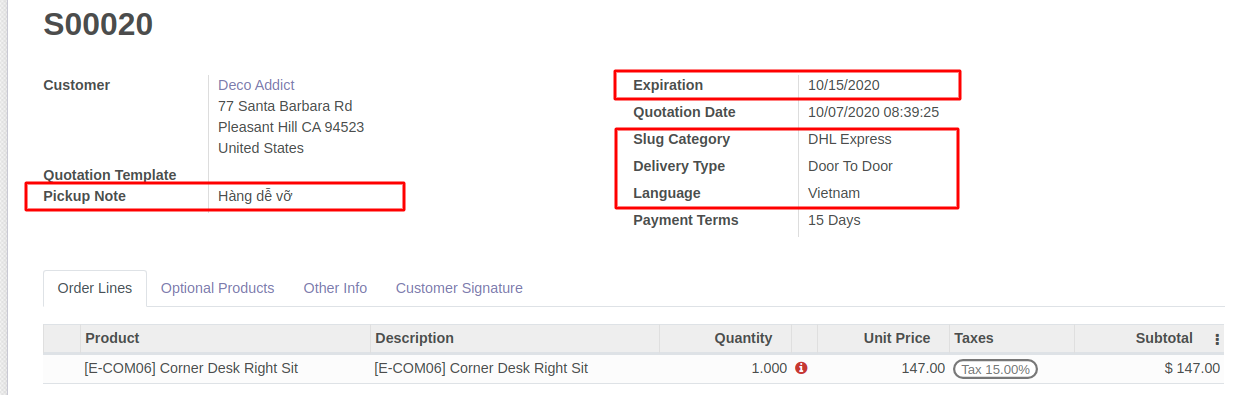 S00020
Customer
Deco Addict
77 Santa Barbara Rd
Pleasant Hill CA 94523
United States
Quotation Template
Pickup Note Hàng dễ vỡ
Expiration 10/15/2020
Quotation Date 10/07/2020 08:39:25
Slug Category DHL Express
Delivery Type Door To Door
Language Vietnam
Payment Terms 15 Days
Order Lines Optional Products Other Info Customer Signature
Product Description Quantity Unit Price Taxes Subtotal
[E-COM06] Corner Desk Right Sit [E-COM06] Corner Desk Right Sit 1.000 147.00 Tax 15.00% $ 147.00